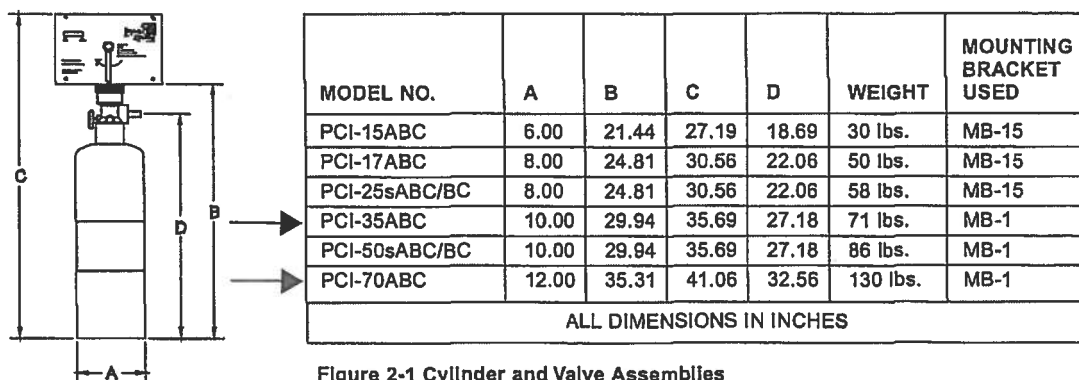 C
D
B
A
MODEL NO. A B C D WEIGHT MOUNTING BRACKET USED
PCI-15ABC 6.00 21.44 27.19 18.69 30 lbs. MB-15
PCI-17ABC 8.00 24.81 30.56 22.06 50 lbs. MB-15
PCI-25sABC/BC 8.00 24.81 30.56 22.06 58 lbs. MB-15
PCI-35ABC 10.00 29.94 35.69 27.18 71 lbs. MB-1
PCI-50sABC/BC 10.00 29.94 35.69 27.18 86 lbs. MB-1
PCI-70ABC 12.00 35.31 41.06 32.56 130 lbs. MB-1
ALL DIMENSIONS IN INCHES
Figure 2-1 Cylinder and Valve Assemblies